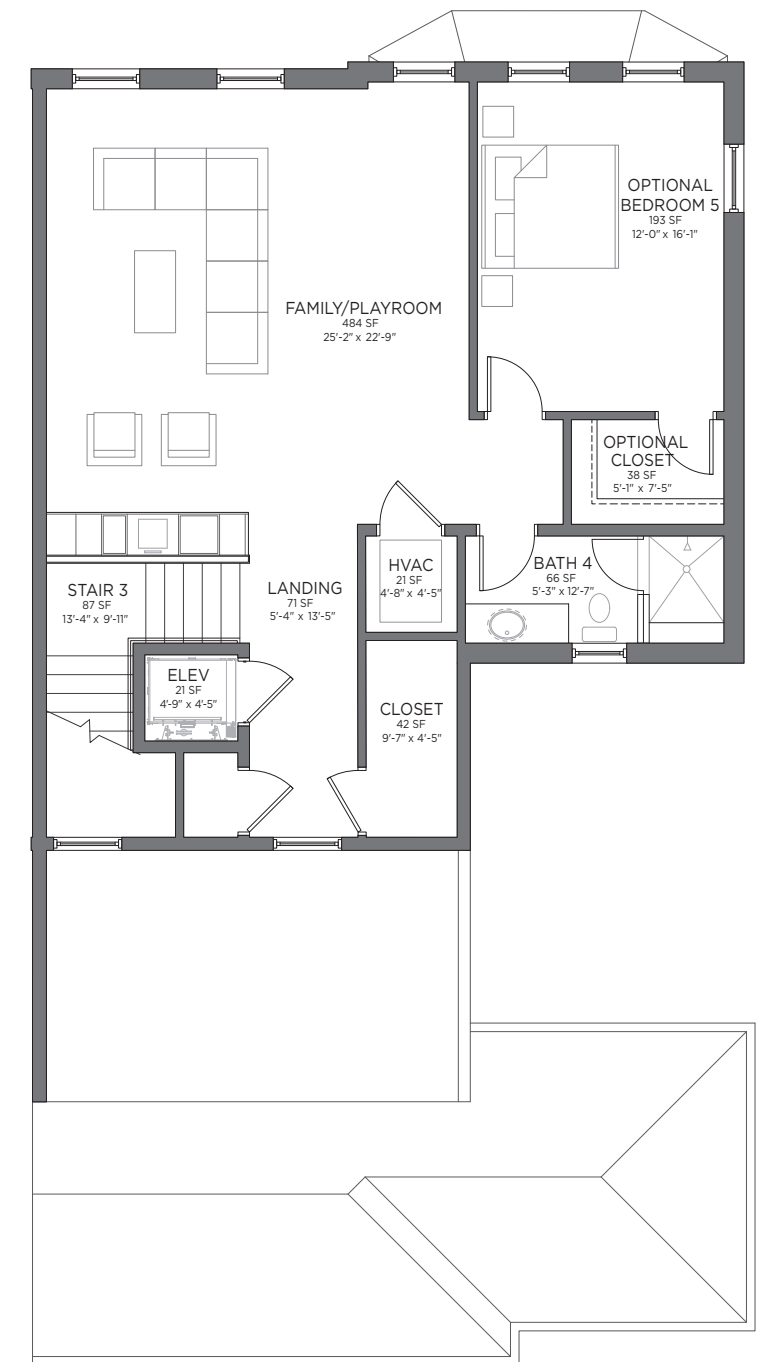 OPTIONAL
BEDROOM 5
193 SF
12'-0" x 16'-1"
FAMILY/PLAYROOM
484 SF
25'-2" x 22'-9"
OPTIONAL
CLOSET
38 SF
5'-1" x 7'-5"
HVAC
21 SF
4'-8" x 4'-5"
BATH 4
66 SF
5'-3" x 12'-7"
STAIR 3
87 SF
13'-4" x 9'-11"
LANDING
71 SF
5'-4" x 13'-5"
ELEV
21 SF
4'-9" x 4'-5"
CLOSET
42 SF
9'-7" x 4'-5"